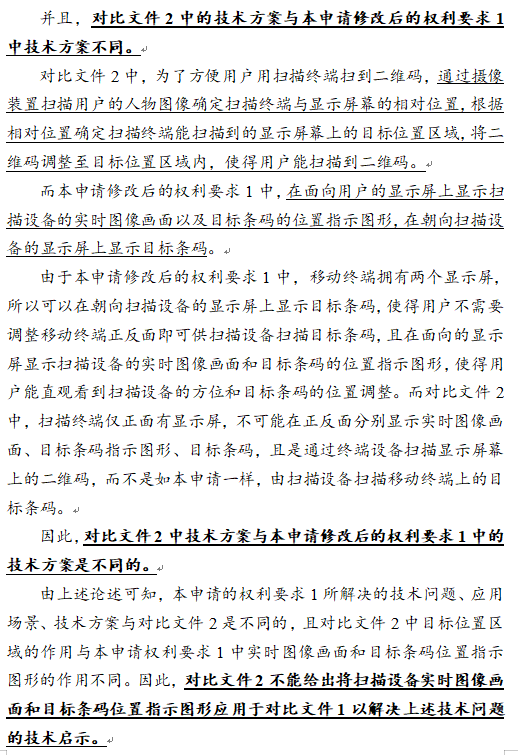 并且，对比文件 2 中的技术方案与本申请修改后的权利要求 1
中技术方案不同。
对比文件 2 中，为了方便用户用扫描终端扫到二维码，通过摄像
装置扫描用户的人物图像确定扫描终端与显示屏幕的相对位置，根据
相对位置确定扫描终端能扫描到的显示屏幕上的目标位置区域，将二
维码调整至目标位置区域内，使得用户能扫描到二维码。
而本申请修改后的权利要求 1 中，在面向用户的显示屏上显示扫
描设备的实时图像画面以及目标条码的位置指示图形，在朝向扫描设
备的显示屏上显示目标条码。
由于本申请修改后的权利要求 1 中，移动终端拥有两个显示屏，
所以可以在朝向扫描设备的显示屏上显示目标条码，使得用户不需要
调整移动终端正反面即可供扫描设备扫描目标条码，且在面向的显示
屏显示扫描设备的实时图像画面和目标条码的位置指示图形，使得用
户能直观看到扫描设备的方位和目标条码的位置调整。而对比文件 2
中，扫描终端仅正面有显示屏，不可能在正反面分别显示实时图像画
面、目标条码指示图形、目标条码，且是通过终端设备扫描显示屏幕
上的二维码，而不是如本申请一样，由扫描设备扫描移动终端上的目
标条码。
因此，对比文件 2 中技术方案与本申请修改后的权利要求 1 中的
技术方案是不同的。
由上述论述可知，本申请的权利要求 1 所解决的技术问题、应用
场景、技术方案与对比文件 2 是不同的，且对比文件 2 中目标位置区
域的作用与本申请权利要求 1 中实时图像画面和目标条码位置指示
图形的作用不同。因此，对比文件 2 不能给出将扫描设备实时图像画
面和目标条码位置指示图形应用于对比文件 1 以解决上述技术问题
的技术启示。